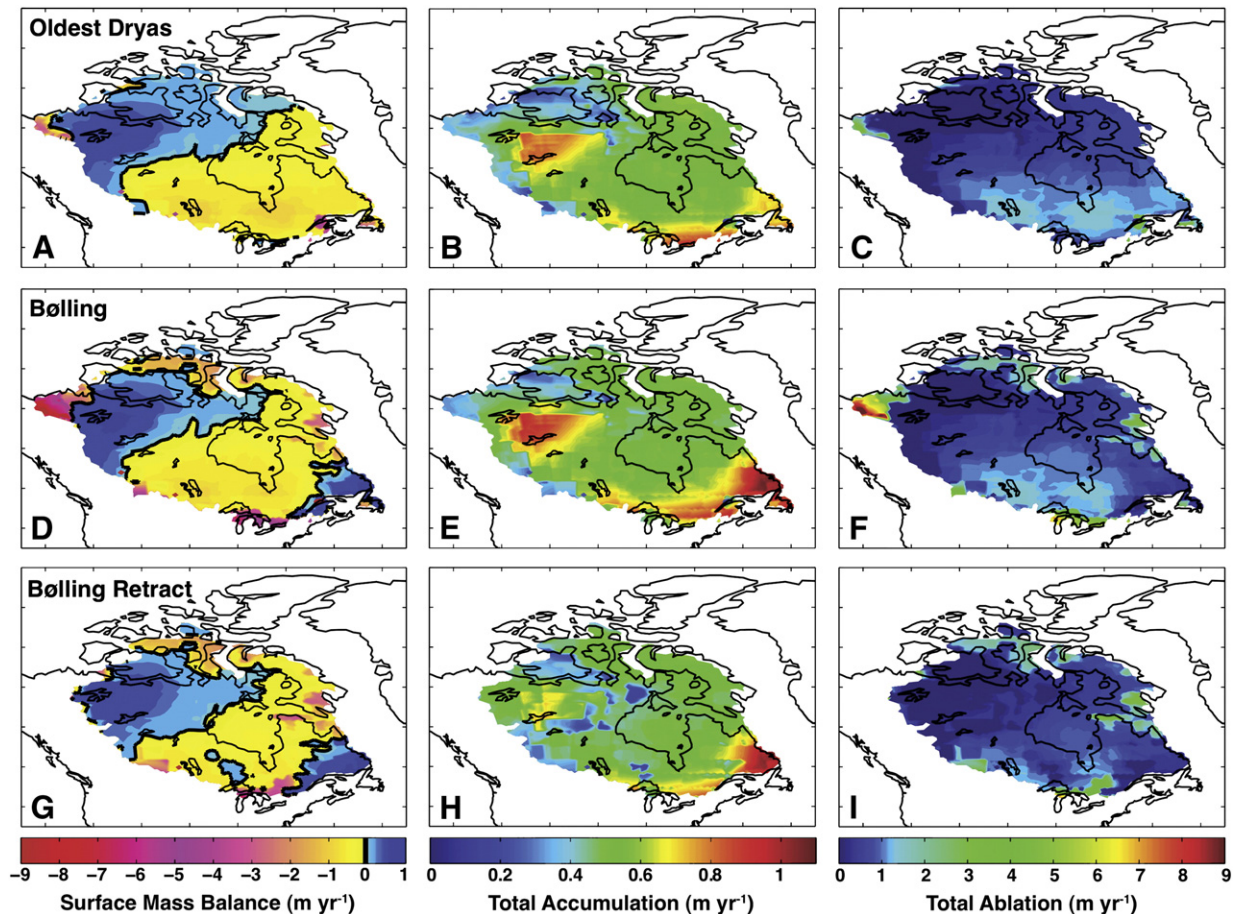 Oldest Dryas
A
B
C
Bølling
D
E
F
Bølling Retract
G
H
I
−9 −8 −7 −6 −5 −4 −3 −2 −1 0 1
0 0.2 0.4 0.6 0.8 1
0 1 2 3 4 5 6 7 8 9
Surface Mass Balance (m yr⁻¹)
Total Accumulation (m yr⁻¹)
Total Ablation (m yr⁻¹)